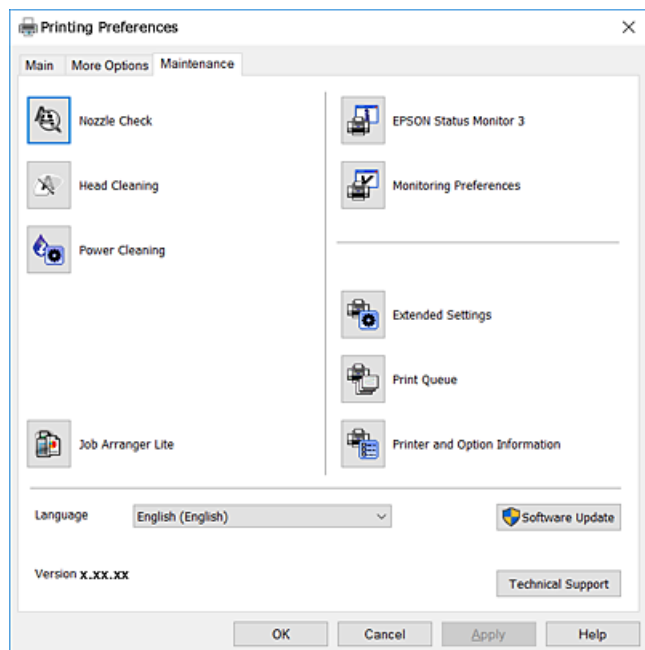 Printing Preferences
Main More Options Maintenance
Nozzle Check
Head Cleaning
Power Cleaning
Job Arranger Lite
EPSON Status Monitor 3
Monitoring Preferences
Extended Settings
Print Queue
Printer and Option Information
Language English (English) Software Update
Version x.xx.xx
Technical Support
OK Cancel Apply Help